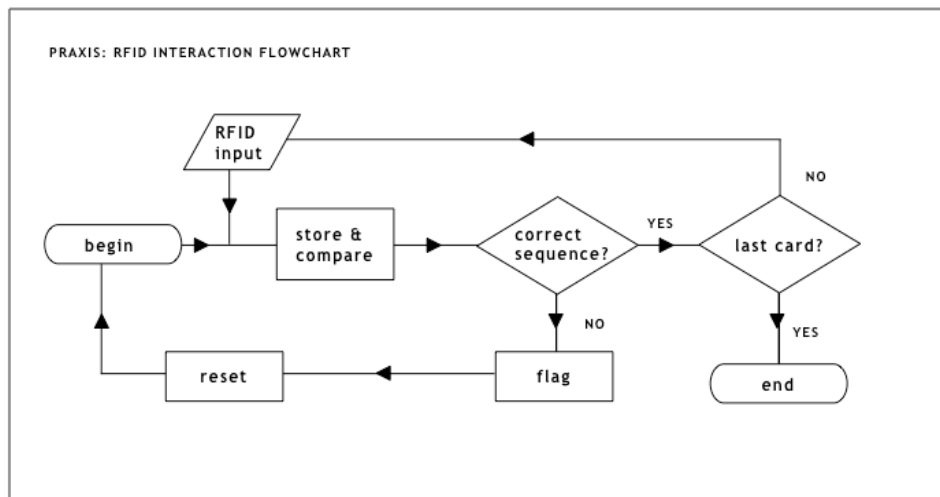 PRAXIS: RFID INTERACTION FLOWCHART
RFID
input
NO
begin
store &
compare
correct
sequence?
YES
last card?
NO
YES
reset
flag
end